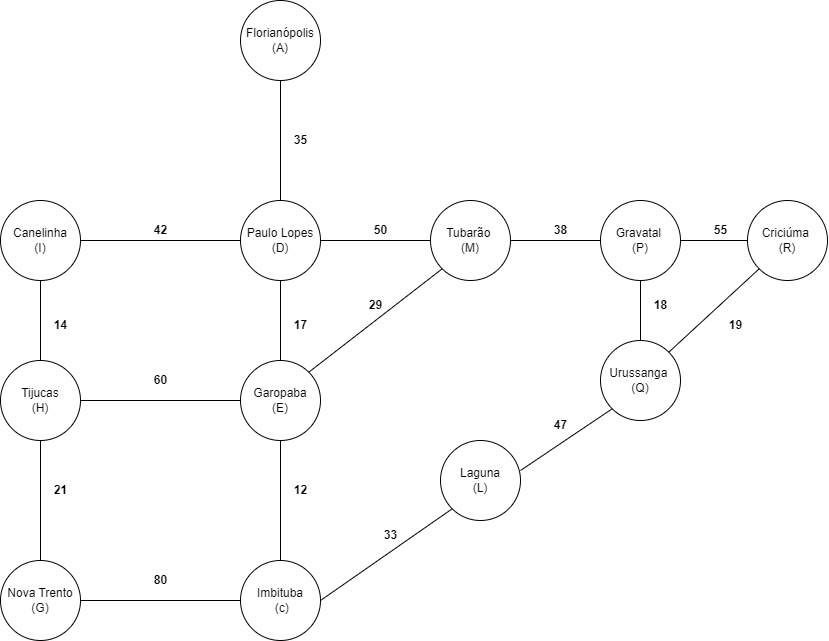 Florianópolis
(A)
35
Canelinha
(I)
42
Paulo Lopes
(D)
50
Tubarão
(M)
38
Gravatal
(P)
55
Criciúma
(R)
14
17
29
18
19
Tijucas
(H)
60
Garopaba
(E)
Urussanga
(Q)
47
Laguna
(L)
21
12
33
Nova Trento
(G)
80
Imbituba
(c)